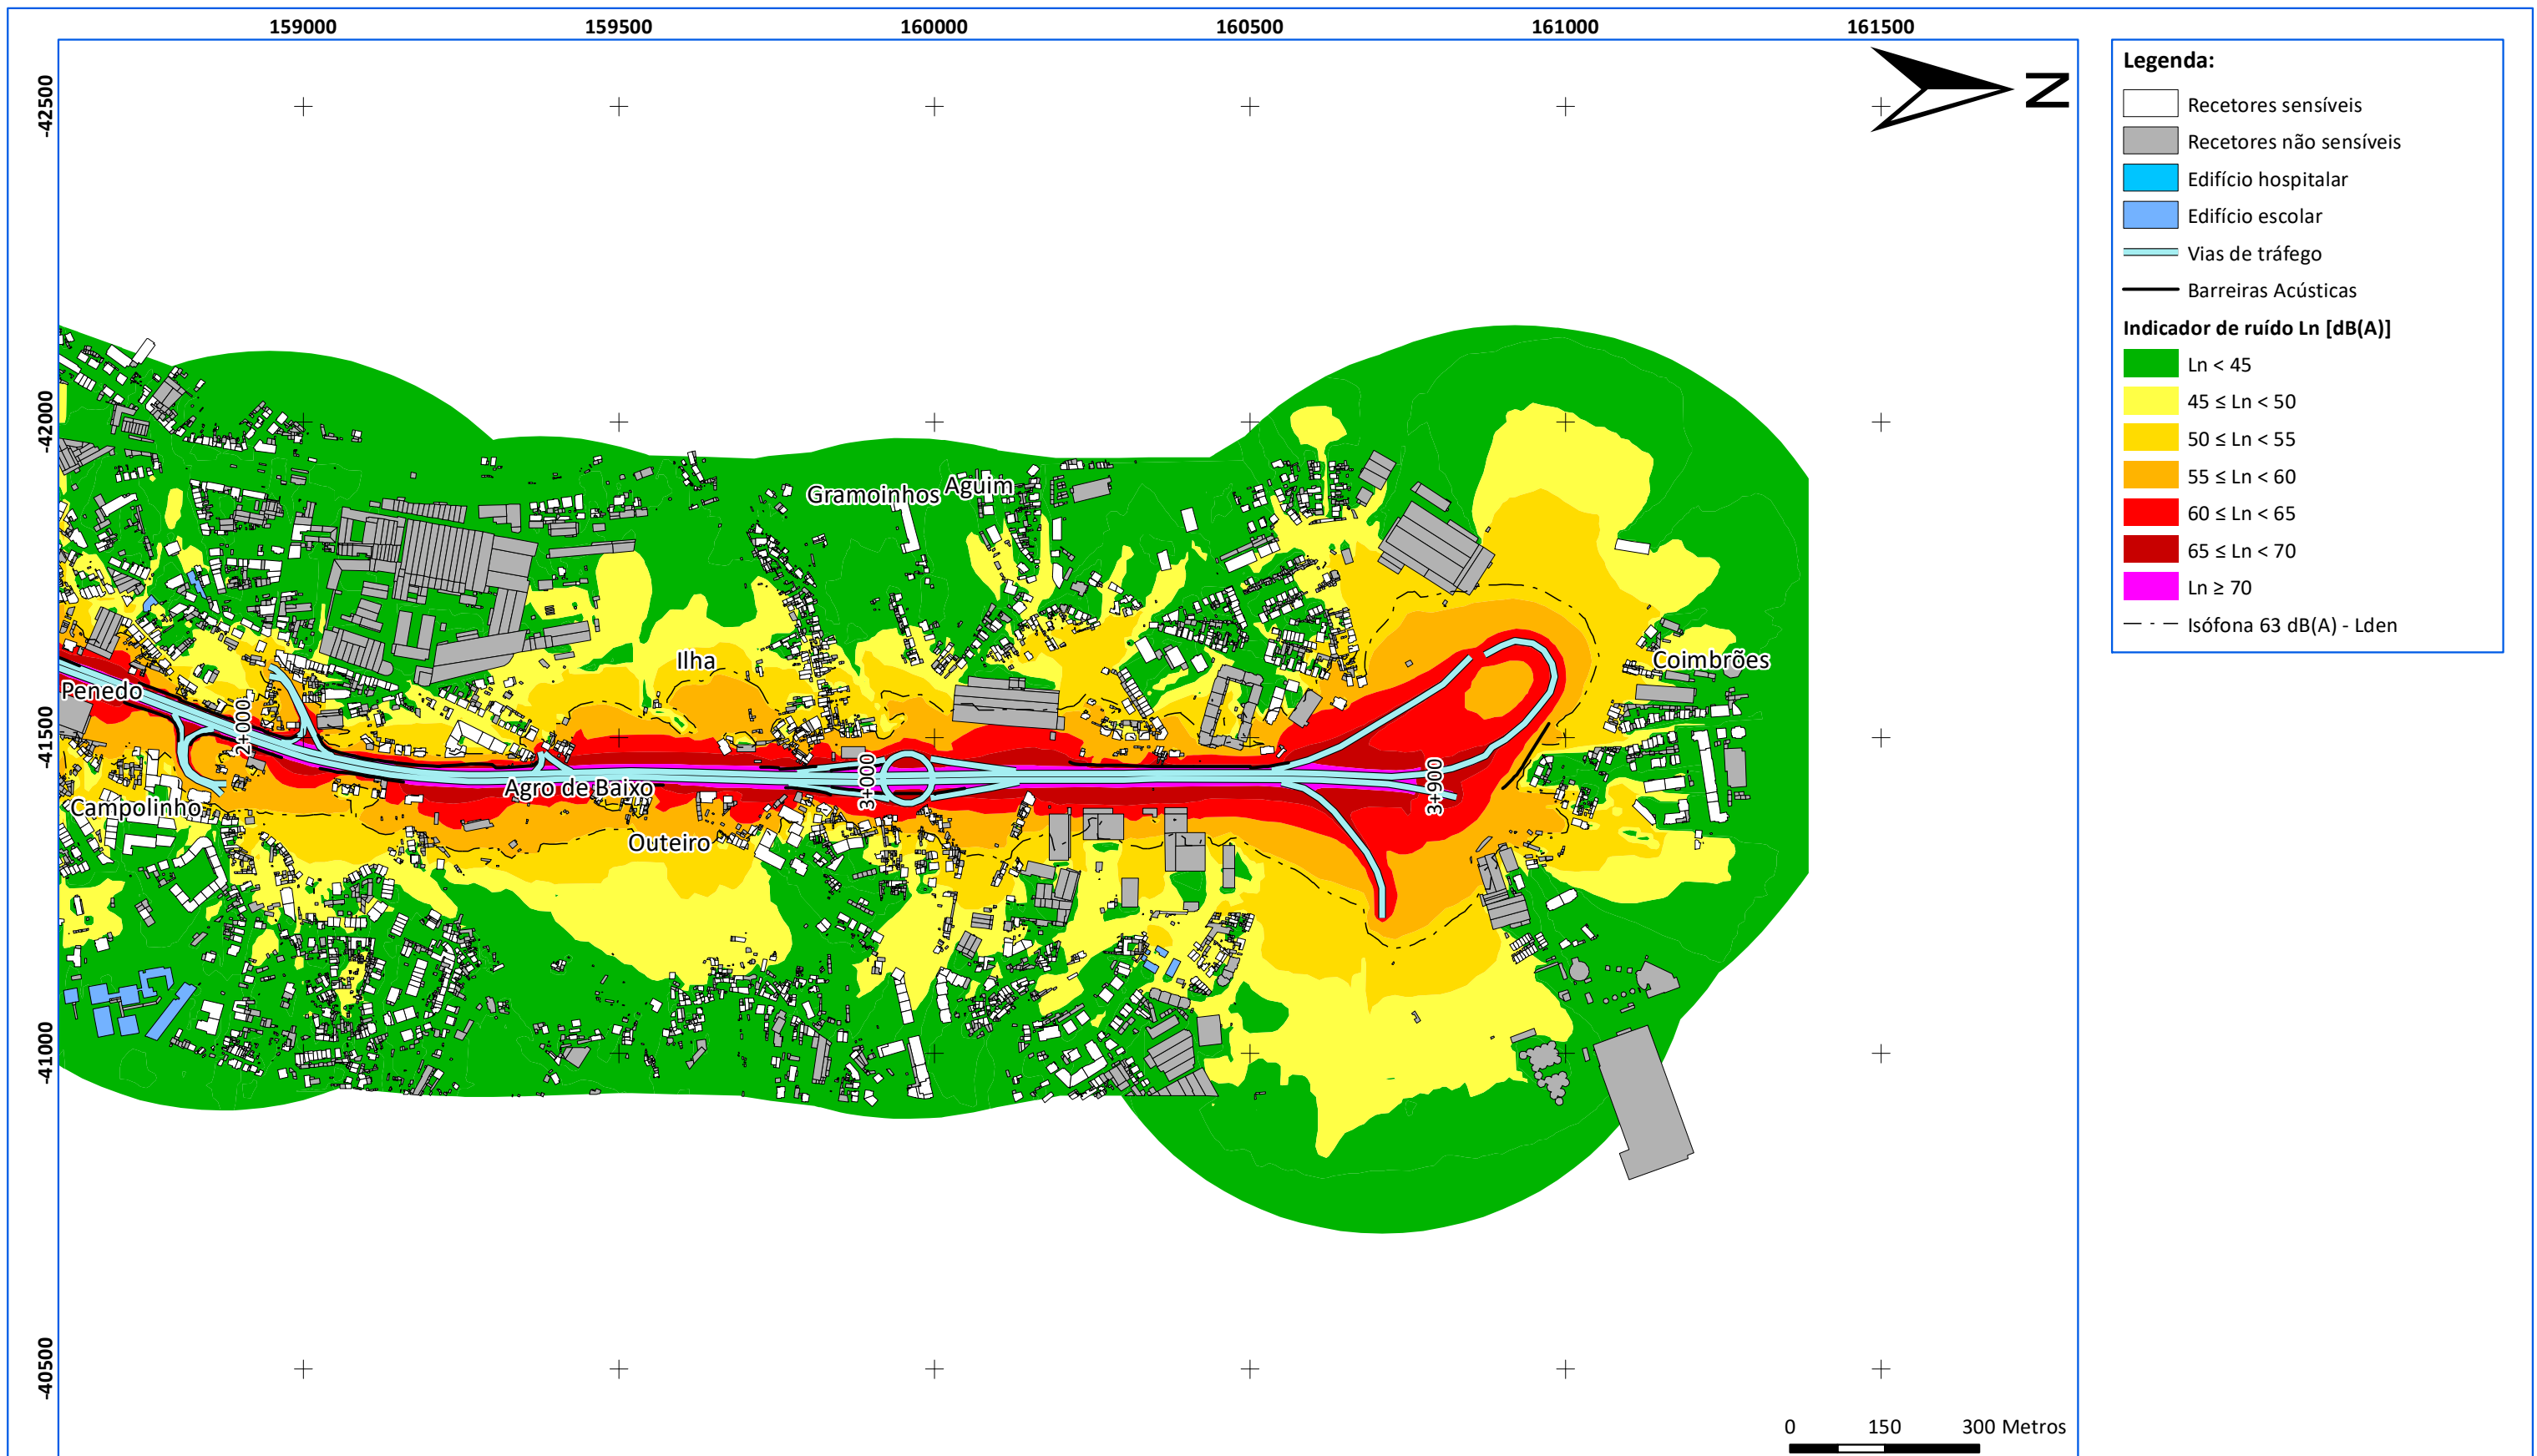 159000 159500 160000 160500 161000 161500
-42500
-42000
-41500
-41000
-40500
N
Gramoinhos
Aguim
Ilha
Coimbrões
Penedo
2+000
3+000
3+900
Agro de Baixo
Campolinho
Outeiro
0 150 300 Metros
Legenda:
Recetores sensíveis
Recetores não sensíveis
Edifício hospitalar
Edifício escolar
Vias de tráfego
Barreiras Acústicas
Indicador de ruído Ln [dB(A)]
Ln < 45
45 ≤ Ln < 50
50 ≤ Ln < 55
55 ≤ Ln < 60
60 ≤ Ln < 65
65 ≤ Ln < 70
Ln ≥ 70
Isófona 63 dB(A) - Lden